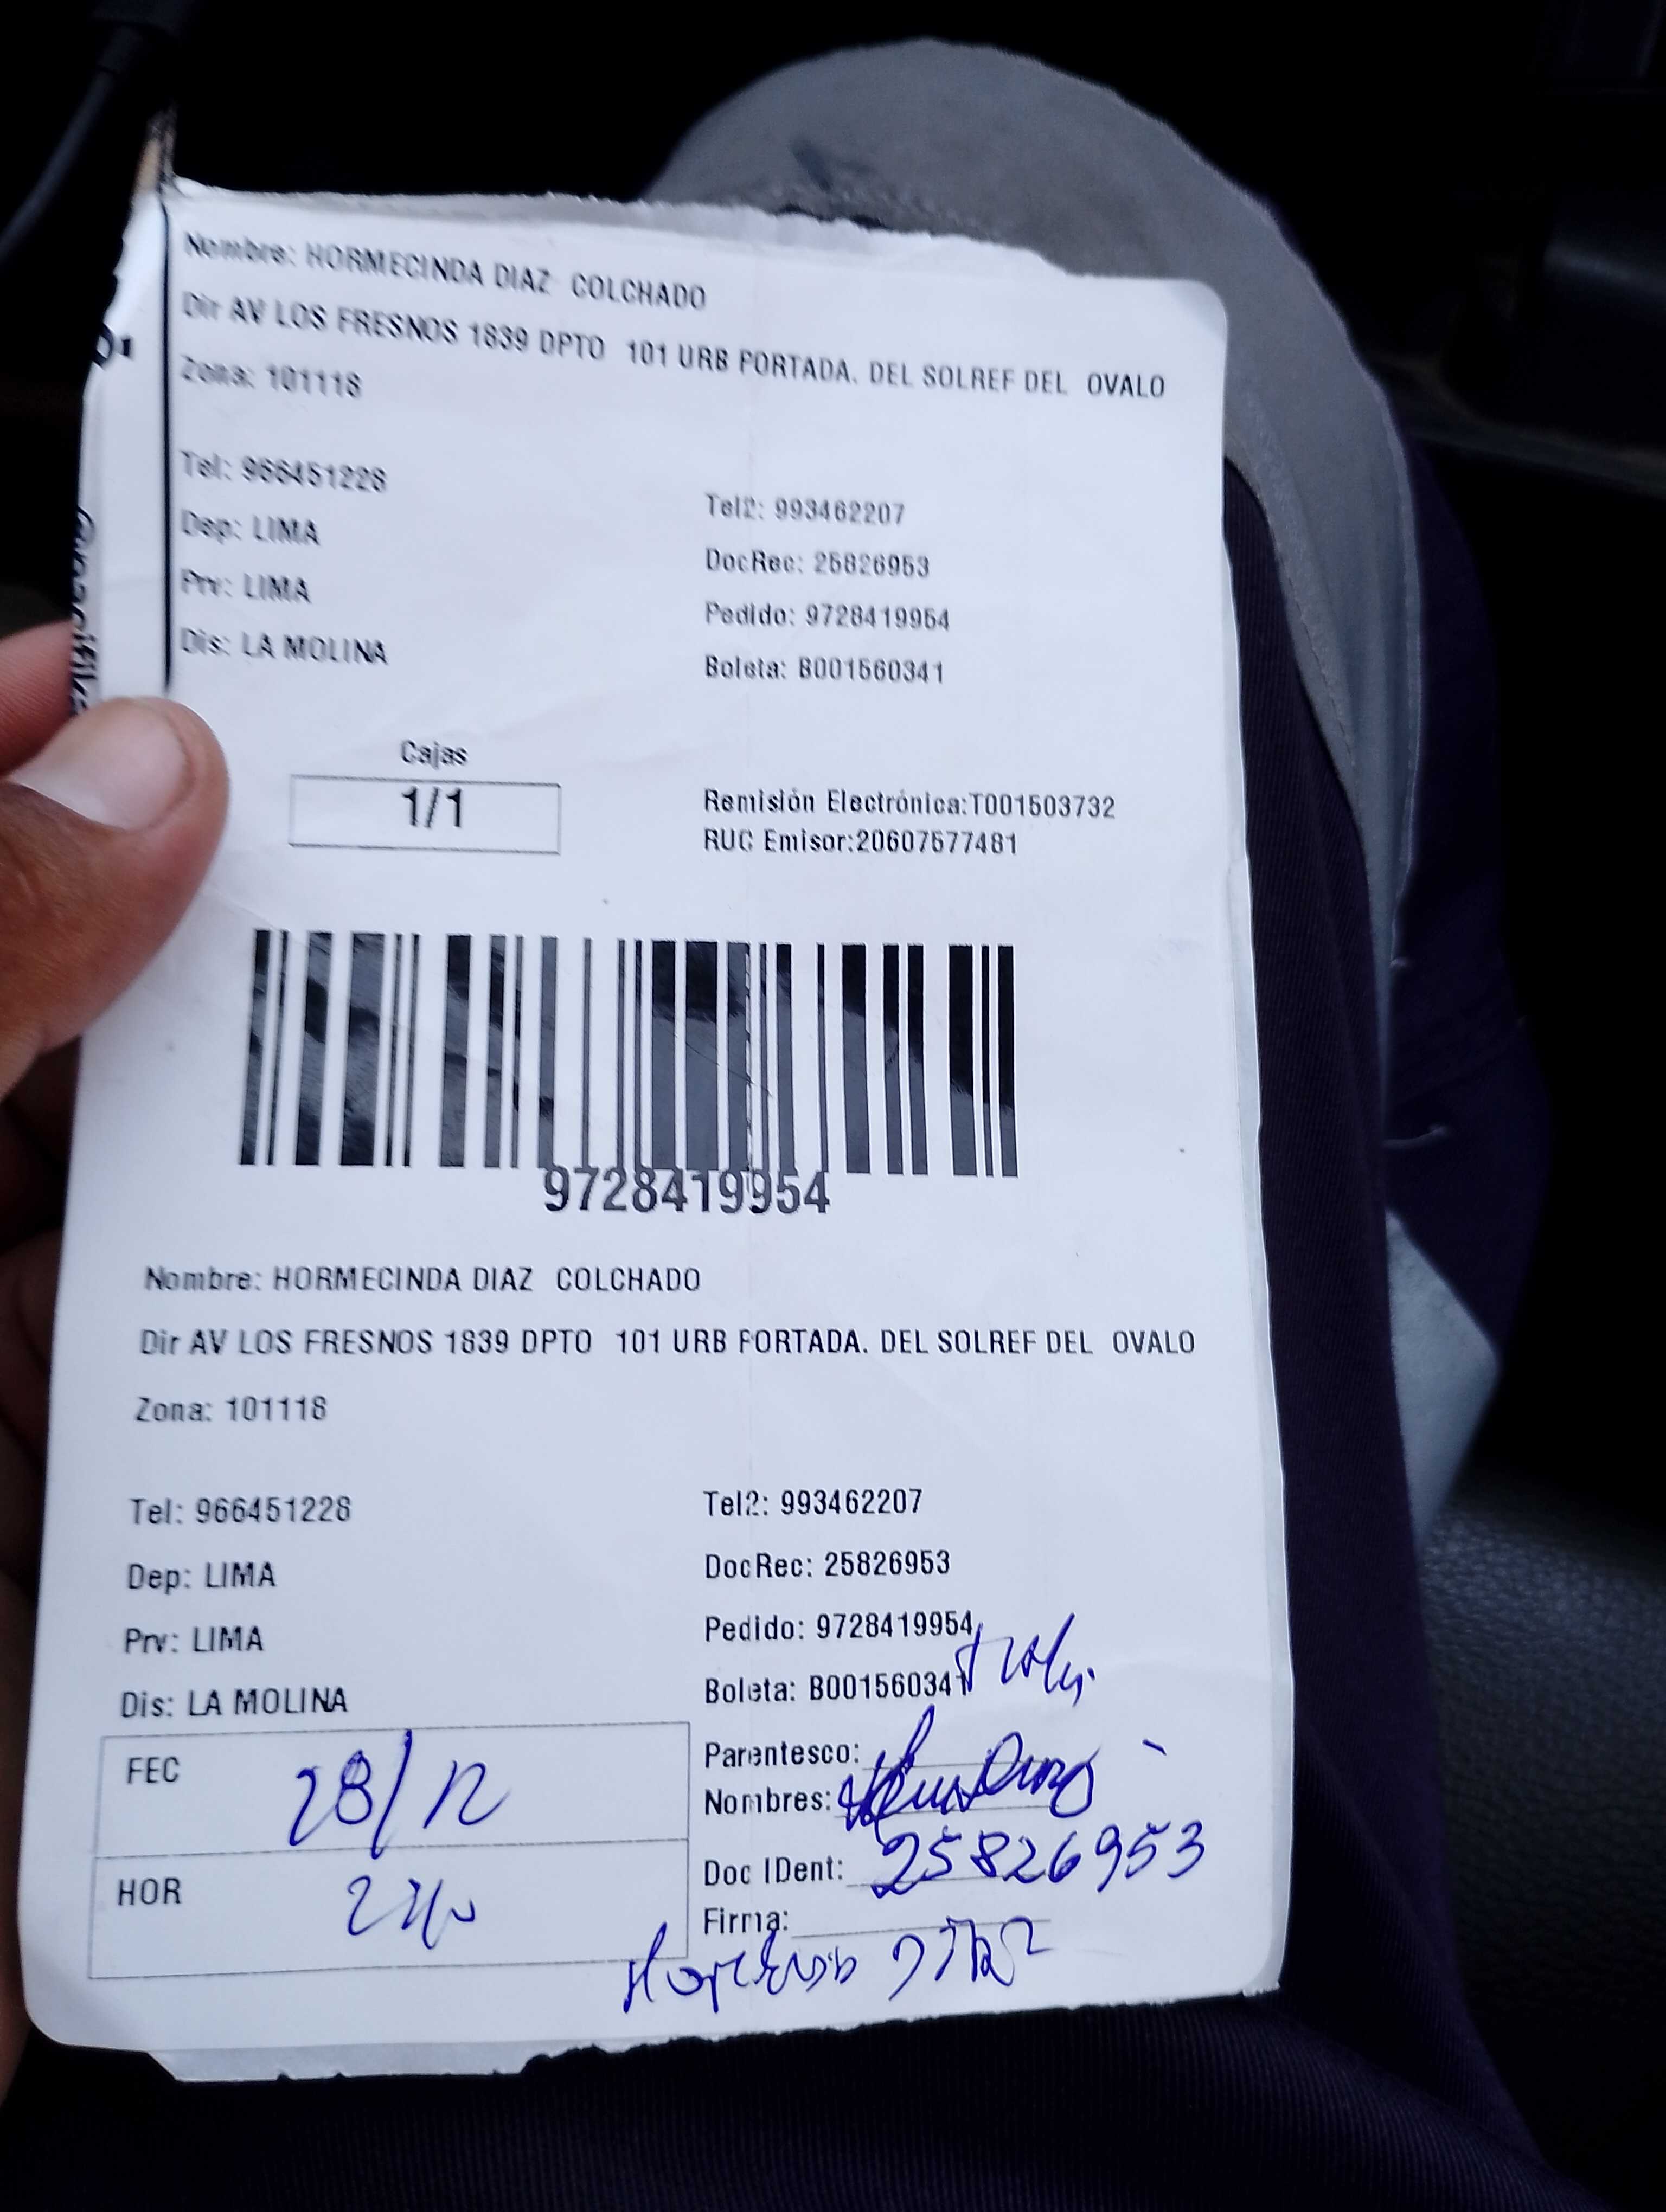 Nombre: HORMECINDA DIAZ COLCHADO
Dir AV LOS FRESNOS 1839 DPTO 101 URB PORTADA. DEL SOLREF DEL OVALO
Zona: 101118
Tel: 966451228
Tel2: 993462207
Dep: LIMA
DocRec: 25826953
Prv: LIMA
Pedido: 9728419954
Dis: LA MOLINA
Boleta: B001560341
Cajas
1/1
Remisión Electrónica:T001503732
RUC Emisor:20607577481
9728419954
Nombre: HORMECINDA DIAZ COLCHADO
Dir AV LOS FRESNOS 1839 DPTO 101 URB PORTADA. DEL SOLREF DEL OVALO
Zona: 101118
Tel: 966451228
Tel2: 993462207
Dep: LIMA
DocRec: 25826953
Prv: LIMA
Pedido: 9728419954
Dis: LA MOLINA
Boleta: B001560341
FEC 28/12
Parentesco:
Nombres:
HOR
Doc IDent: 25826953
Firma: